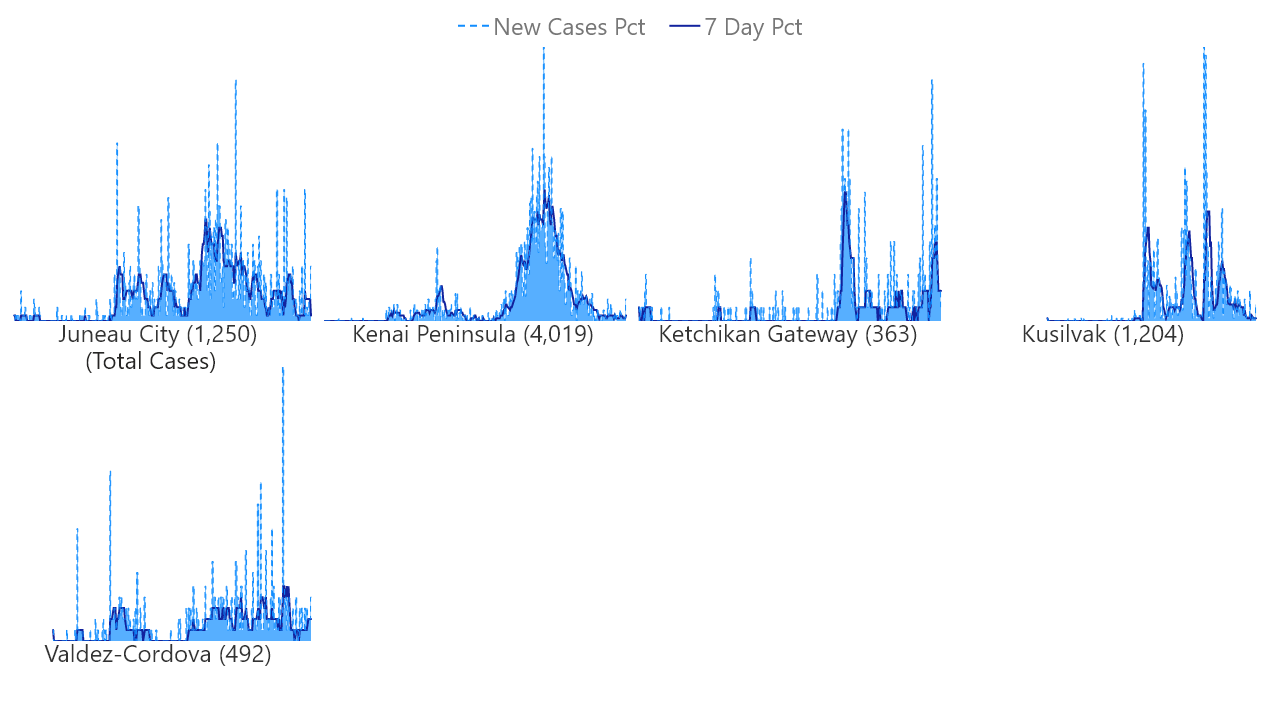 New Cases Pct 7 Day Pct
Juneau City (1,250)
(Total Cases)
Kenai Peninsula (4,019)
Ketchikan Gateway (363)
Kusilvak (1,204)
Valdez-Cordova (492)